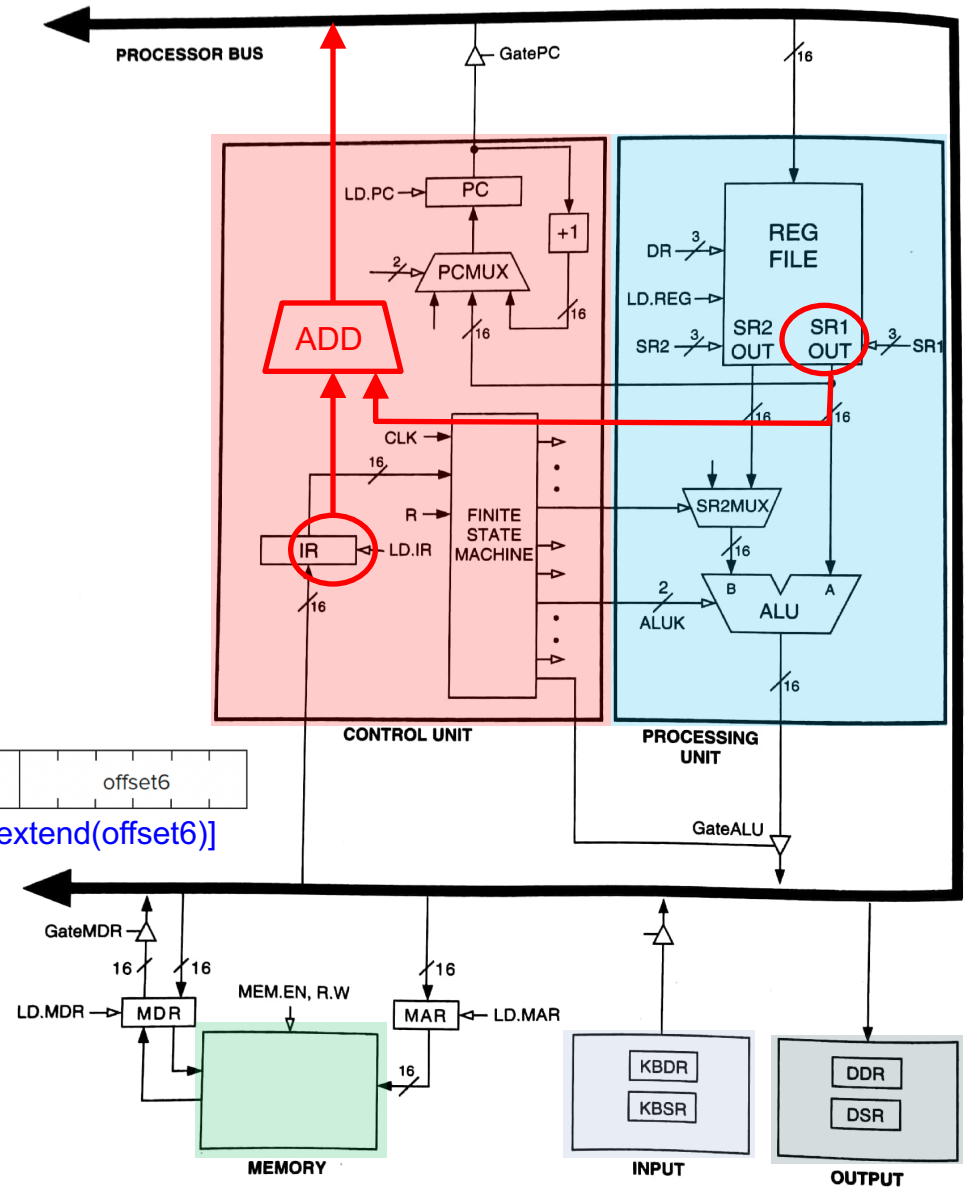 PROCESSOR BUS
GatePC
16
LD.PC
PC
+1
2
PCMUX
16
16
REG
FILE
DR
3
LD.REG
SR2
3
SR2
OUT
SR1
OUT
3
SR1
ADD
16
16
CLK
16
R
FINITE
STATE
MACHINE
SR2MUX
IR
LD.IR
16
16
B
A
ALU
2
ALUK
16
CONTROL UNIT
PROCESSING
UNIT
offset6
extend(offset6)]
GateALU
GateMDR
16
16
16
MEM.EN, R.W
LD.MDR
MDR
MAR
LD.MAR
16
KBDR
KBSR
DDR
DSR
MEMORY
INPUT
OUTPUT